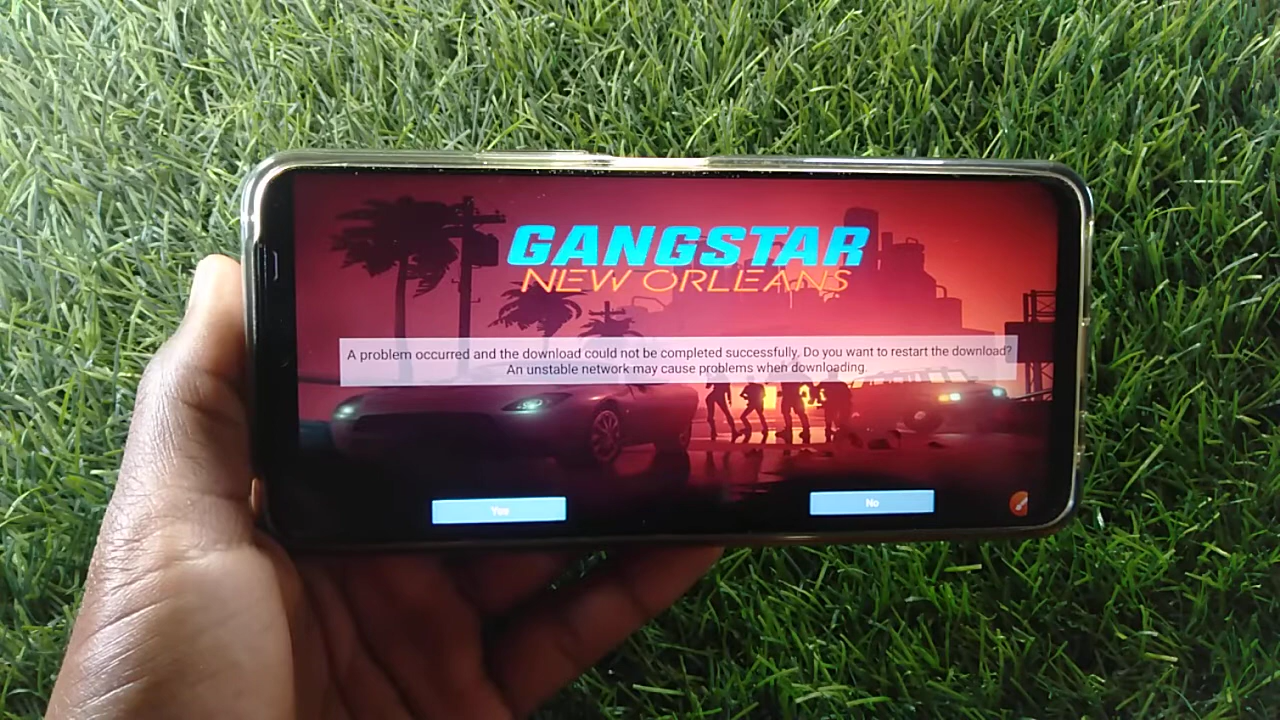 GANGSTAR
NEW ORLEANS
A problem occurred and the download could not be completed successfully. Do you want to restart the download?
An unstable network may cause problems when downloading.
Yes
No